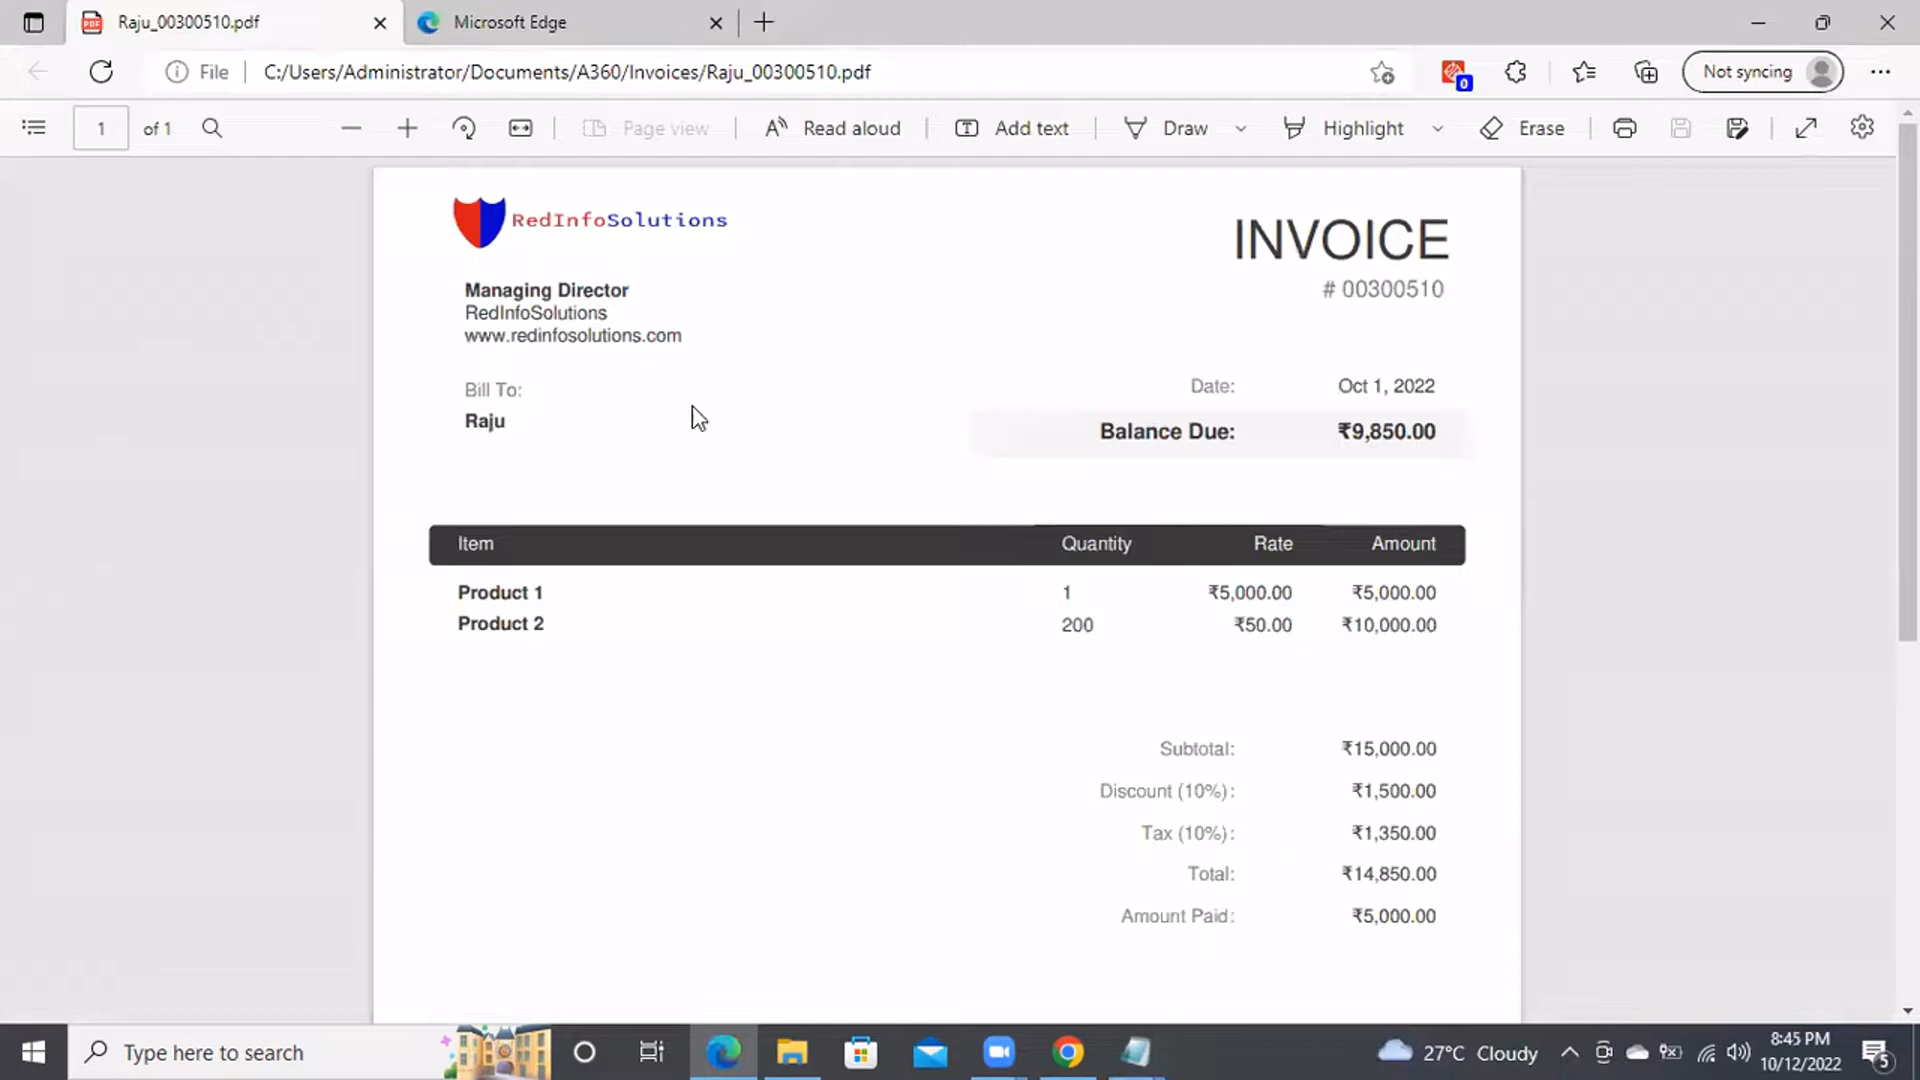 Raju_00300510.pdf
Microsoft Edge
File
C:/Users/Administrator/Documents/A360/Invoices/Raju_00300510.pdf
0
Not syncing
1 of 1
Page view
Read aloud
Add text
Draw
Highlight
Erase
RedInfoSolutions
INVOICE
# 00300510
Managing Director
RedInfoSolutions
www.redinfosolutions.com
Bill To:
Raju
Date: Oct 1, 2022
Balance Due: ₹9,850.00
Item Quantity Rate Amount
Product 1 1 ₹5,000.00 ₹5,000.00
Product 2 200 ₹50.00 ₹10,000.00
Subtotal: ₹15,000.00
Discount (10%): ₹1,500.00
Tax (10%): ₹1,350.00
Total: ₹14,850.00
Amount Paid: ₹5,000.00
Type here to search
27°C Cloudy
8:45 PM
10/12/2022
5